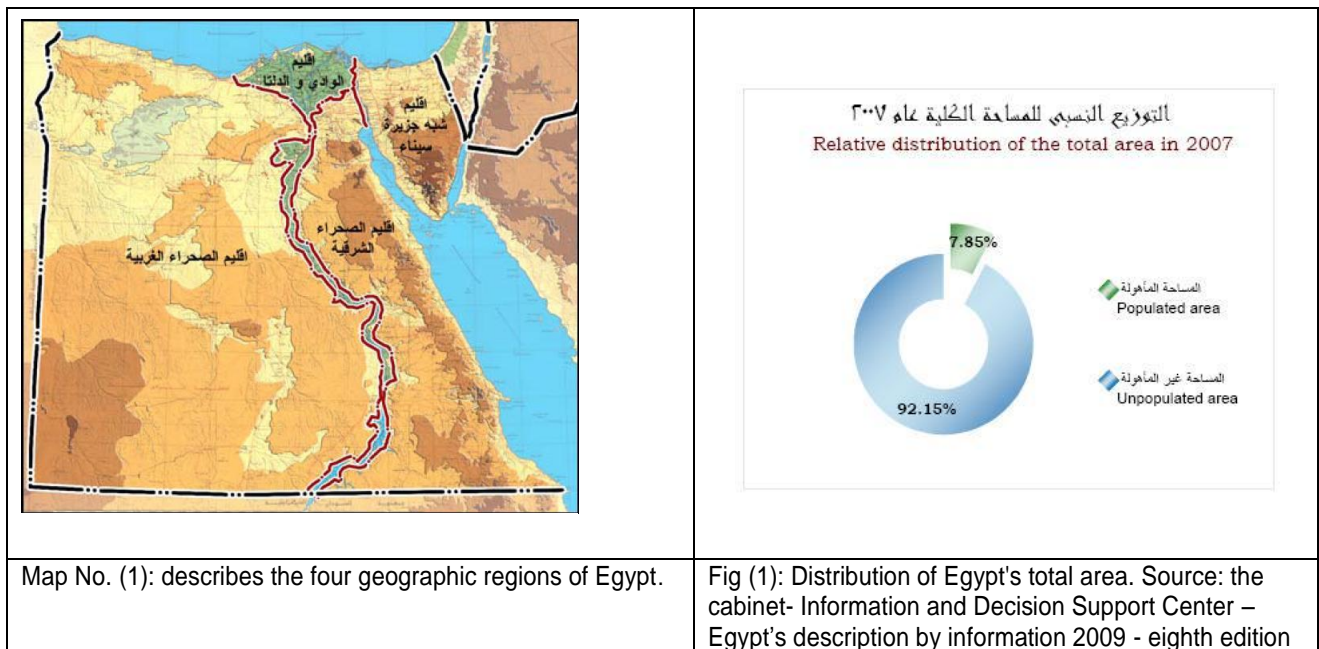 اقليم
الوادي و الدلتا
اقليم
شبه جزيرة
سيناء
اقليم الصحراء
الشرقية
اقليم الصحراء الغربية
Map No. (1): describes the four geographic regions of Egypt.
التوزيع النسبي للمساحة الكلية عام ٢٠٠٧
Relative distribution of the total area in 2007
7.85%
92.15%
المساحة المأهولة
Populated area
المساحة غير المأهولة
Unpopulated area
Fig (1): Distribution of Egypt's total area. Source: the
cabinet- Information and Decision Support Center –
Egypt's description by information 2009 - eighth edition